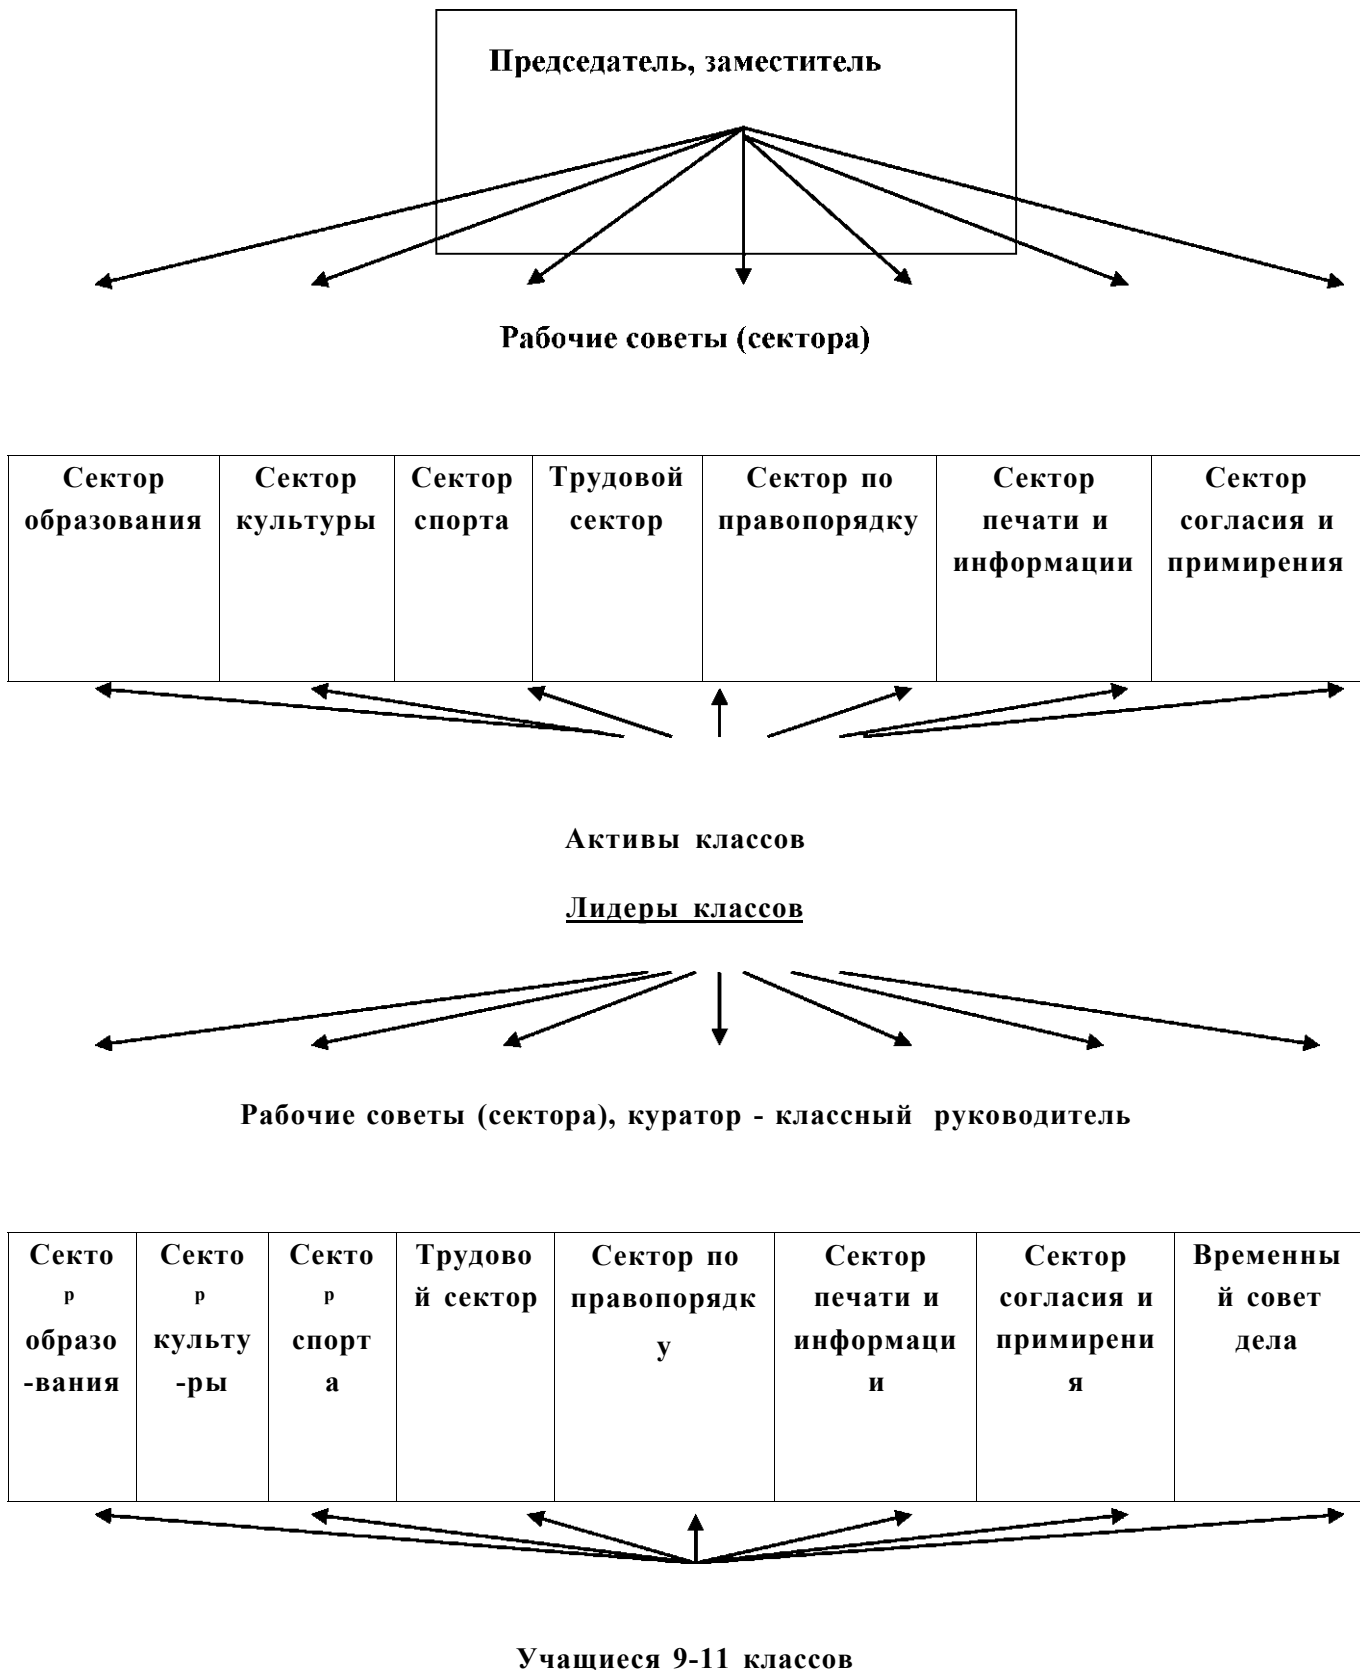 Председатель, заместитель
Рабочие советы (сектора)
Сектор
образования
Сектор
культуры
Сектор
спорта
Трудовой
сектор
Сектор по
правопорядку
Сектор
печати и
информации
Сектор
согласия и
примирения
Активы классов
Лидеры классов
Рабочие советы (сектора), куратор - классный руководитель
Секто
р
образо
-вания
Секто
р
культу
-ры
Секто
р
спорт
а
Трудово
й сектор
Сектор по
правопорядк
у
Сектор
печати и
информаци
и
Сектор
согласия и
примирени
я
Временны
й совет
дела
Учащиеся 9-11 классов